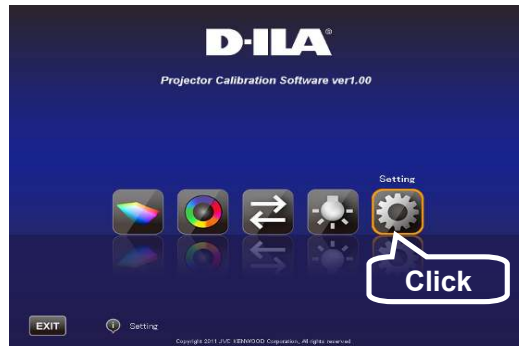 D-ILA®
Projector Calibration Software ver1.00
Setting
Click
EXIT
Setting
Copyright 2011 JVC KENWOOD Corporation, All rights reserved